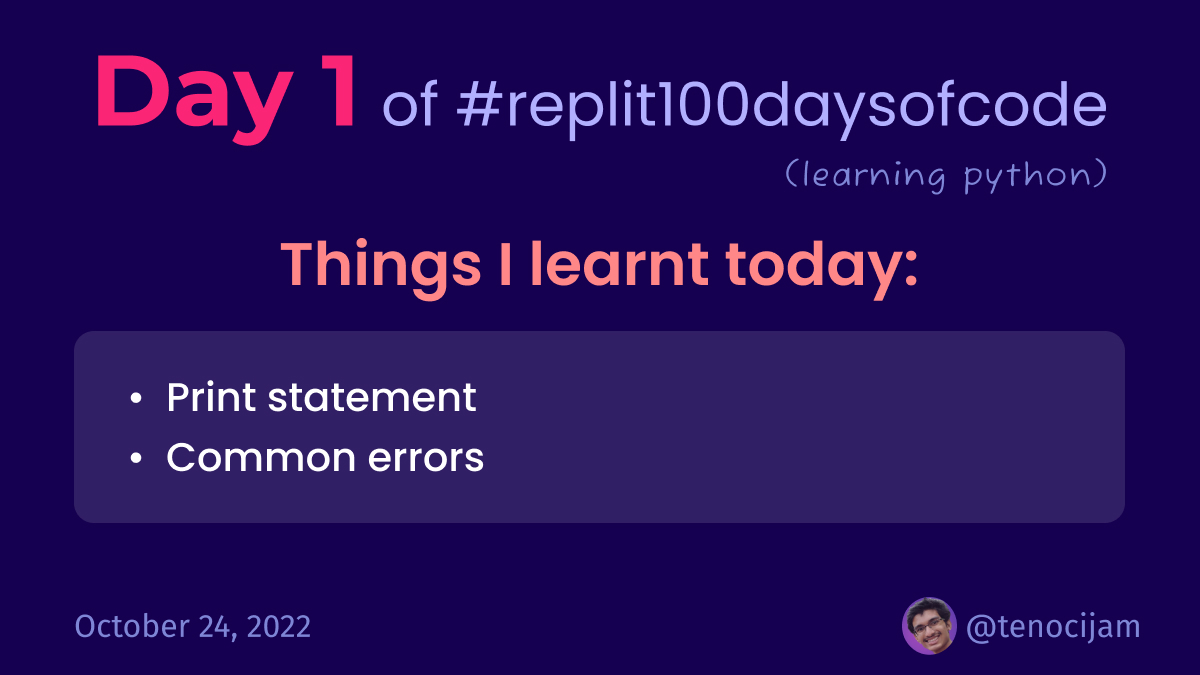 Day 1 of #replit100daysofcode
(learning python)
Things I learnt today:
• Print statement
• Common errors
October 24, 2022
@tenocijam